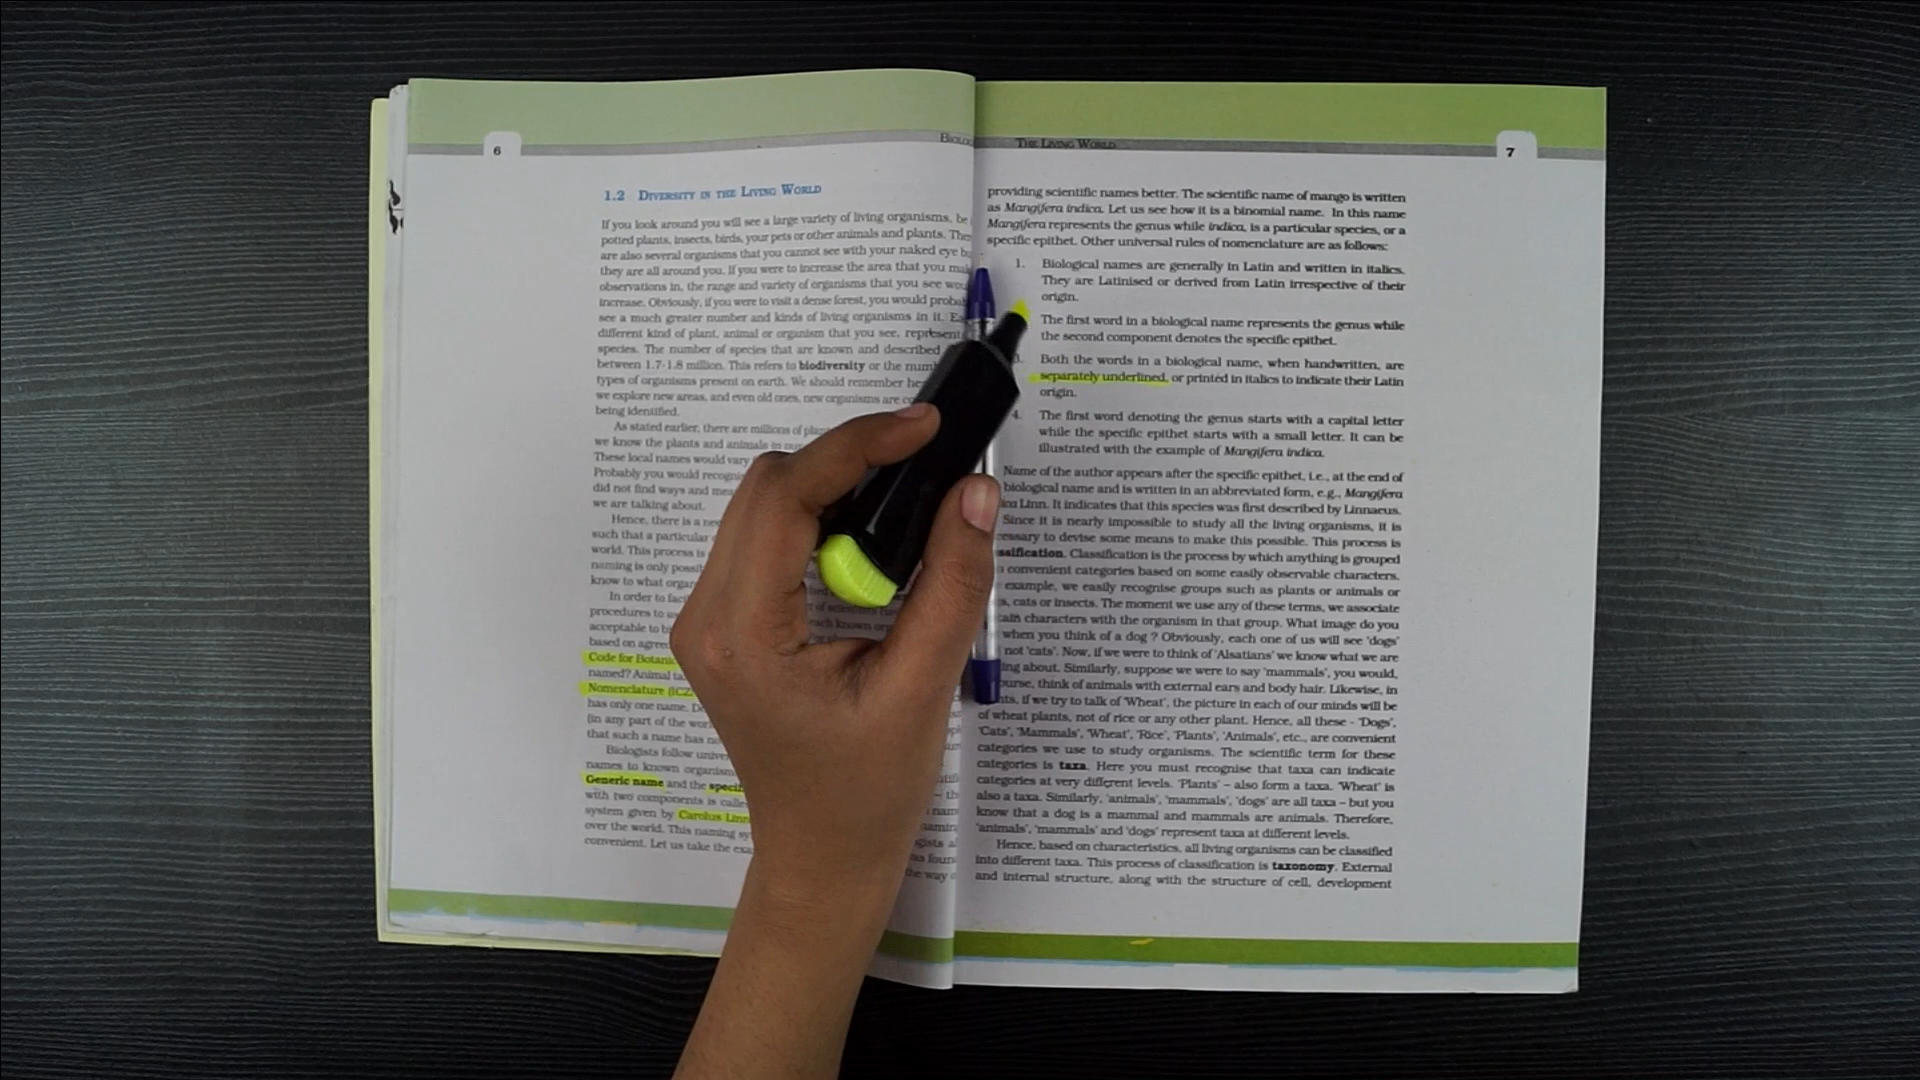 6
1.2 DIVERSITY IN THE LIVING WORLD
If you look around you will see a large variety of living organisms, be
potted plants, insects, birds, your pets or other animals and plants.
are also several organisms that you cannot see with your naked eye
they are all around you. If you were to increase the area that you
observations in, the range and variety of organisms that you see
increase. Obviously, if you were to visit a dense forest, you would
see a much greater number and kinds of living organisms in it.
different kind of plant, animal or organism that you see,
species. The number of species that are known and described
between 1.7-1.8 million. This refers to biodiversity or the
types of organisms present on earth. We should remember
we explore new areas, and even old ones, new organisms are
being identified.
As stated earlier, there are millions of
we know the plants and animals in
These local names would vary
Probably you would
did not find ways and
we are talking about.
Hence, there is a
such that a particular
world. This process is
naming is only
know to what
In order to
procedures to
acceptable to
based on
Code for
named? Animal
Nomenclature
has only one name.
(in any part of the
that such a name has
Biologists follow
names to known
Generic name and the
with two components is
system given by Carolus
over the world. This naming
convenient. Let us take the
THE LIVING WORLD
7
providing scientific names better. The scientific name of mango is written
as Mangifera indica. Let us see how it is a binomial name. In this name
Mangifera represents the genus while indica, is a particular species, or a
specific epithet. Other universal rules of nomenclature are as follows:
1. Biological names are generally in Latin and written in italics.
They are Latinised or derived from Latin irrespective of their
origin.
The first word in a biological name represents the genus while
the second component denotes the specific epithet.
Both the words in a biological name, when handwritten, are
separately underlined, or printed in italics to indicate their Latin
origin.
4. The first word denoting the genus starts with a capital letter
while the specific epithet starts with a small letter. It can be
illustrated with the example of Mangifera indica.
Name of the author appears after the specific epithet, i.e., at the end of
biological name and is written in an abbreviated form, e.g., Mangifera
Linn. It indicates that this species was first described by Linnaeus.
Since it is nearly impossible to study all the living organisms, it is
to devise some means to make this possible. This process is
Classification is the process by which anything is grouped
convenient categories based on some easily observable characters.
example, we easily recognise groups such as plants or animals or
cats or insects. The moment we use any of these terms, we associate
characters with the organism in that group. What image do you
when you think of a dog ? Obviously, each one of us will see 'dogs'
not 'cats'. Now, if we were to think of 'Alsatians' we know what we are
about. Similarly, suppose we were to say 'mammals', you would,
think of animals with external ears and body hair. Likewise, in
if we try to talk of 'Wheat', the picture in each of our minds will be
of wheat plants, not of rice or any other plant. Hence, all these - 'Dogs',
'Cats', 'Mammals', 'Wheat', 'Rice', 'Plants', 'Animals', etc., are convenient
categories we use to study organisms. The scientific term for these
categories is taxa. Here you must recognise that taxa can indicate
categories at very different levels. 'Plants' – also form a taxa. 'Wheat' is
also a taxa. Similarly, 'animals', 'mammals', 'dogs' are all taxa – but you
know that a dog is a mammal and mammals are animals. Therefore,
'animals', 'mammals' and 'dogs' represent taxa at different levels.
Hence, based on characteristics, all living organisms can be classified
into different taxa. This process of classification is taxonomy. External
and internal structure, along with the structure of cell, development